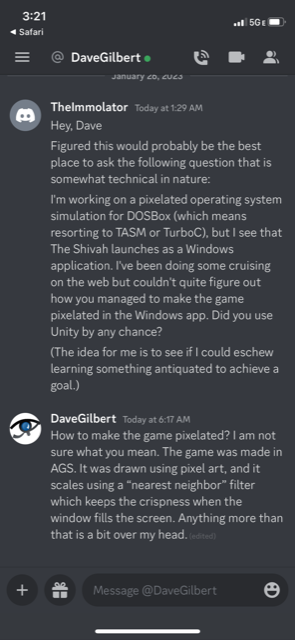 3:21
5GE
◄ Safari
@ DaveGilbert
January 26, 2023
TheImmolator Today at 1:29 AM
Hey, Dave
Figured this would probably be the best
place to ask the following question that is
somewhat technical in nature:
I'm working on a pixelated operating system
simulation for DOSBox (which means
resorting to TASM or TurboC), but I see that
The Shivah launches as a Windows
application. I've been doing some cruising
on the web but couldn't quite figure out
how you managed to make the game
pixelated in the Windows app. Did you use
Unity by any chance?
(The idea for me is to see if I could eschew
learning something antiquated to achieve a
goal.)
DaveGilbert Today at 6:17 AM
How to make the game pixelated? I am not
sure what you mean. The game was made in
AGS. It was drawn using pixel art, and it
scales using a “nearest neighbor” filter
which keeps the crispness when the
window fills the screen. Anything more than
that is a bit over my head. (edited)
Message @DaveGilbert